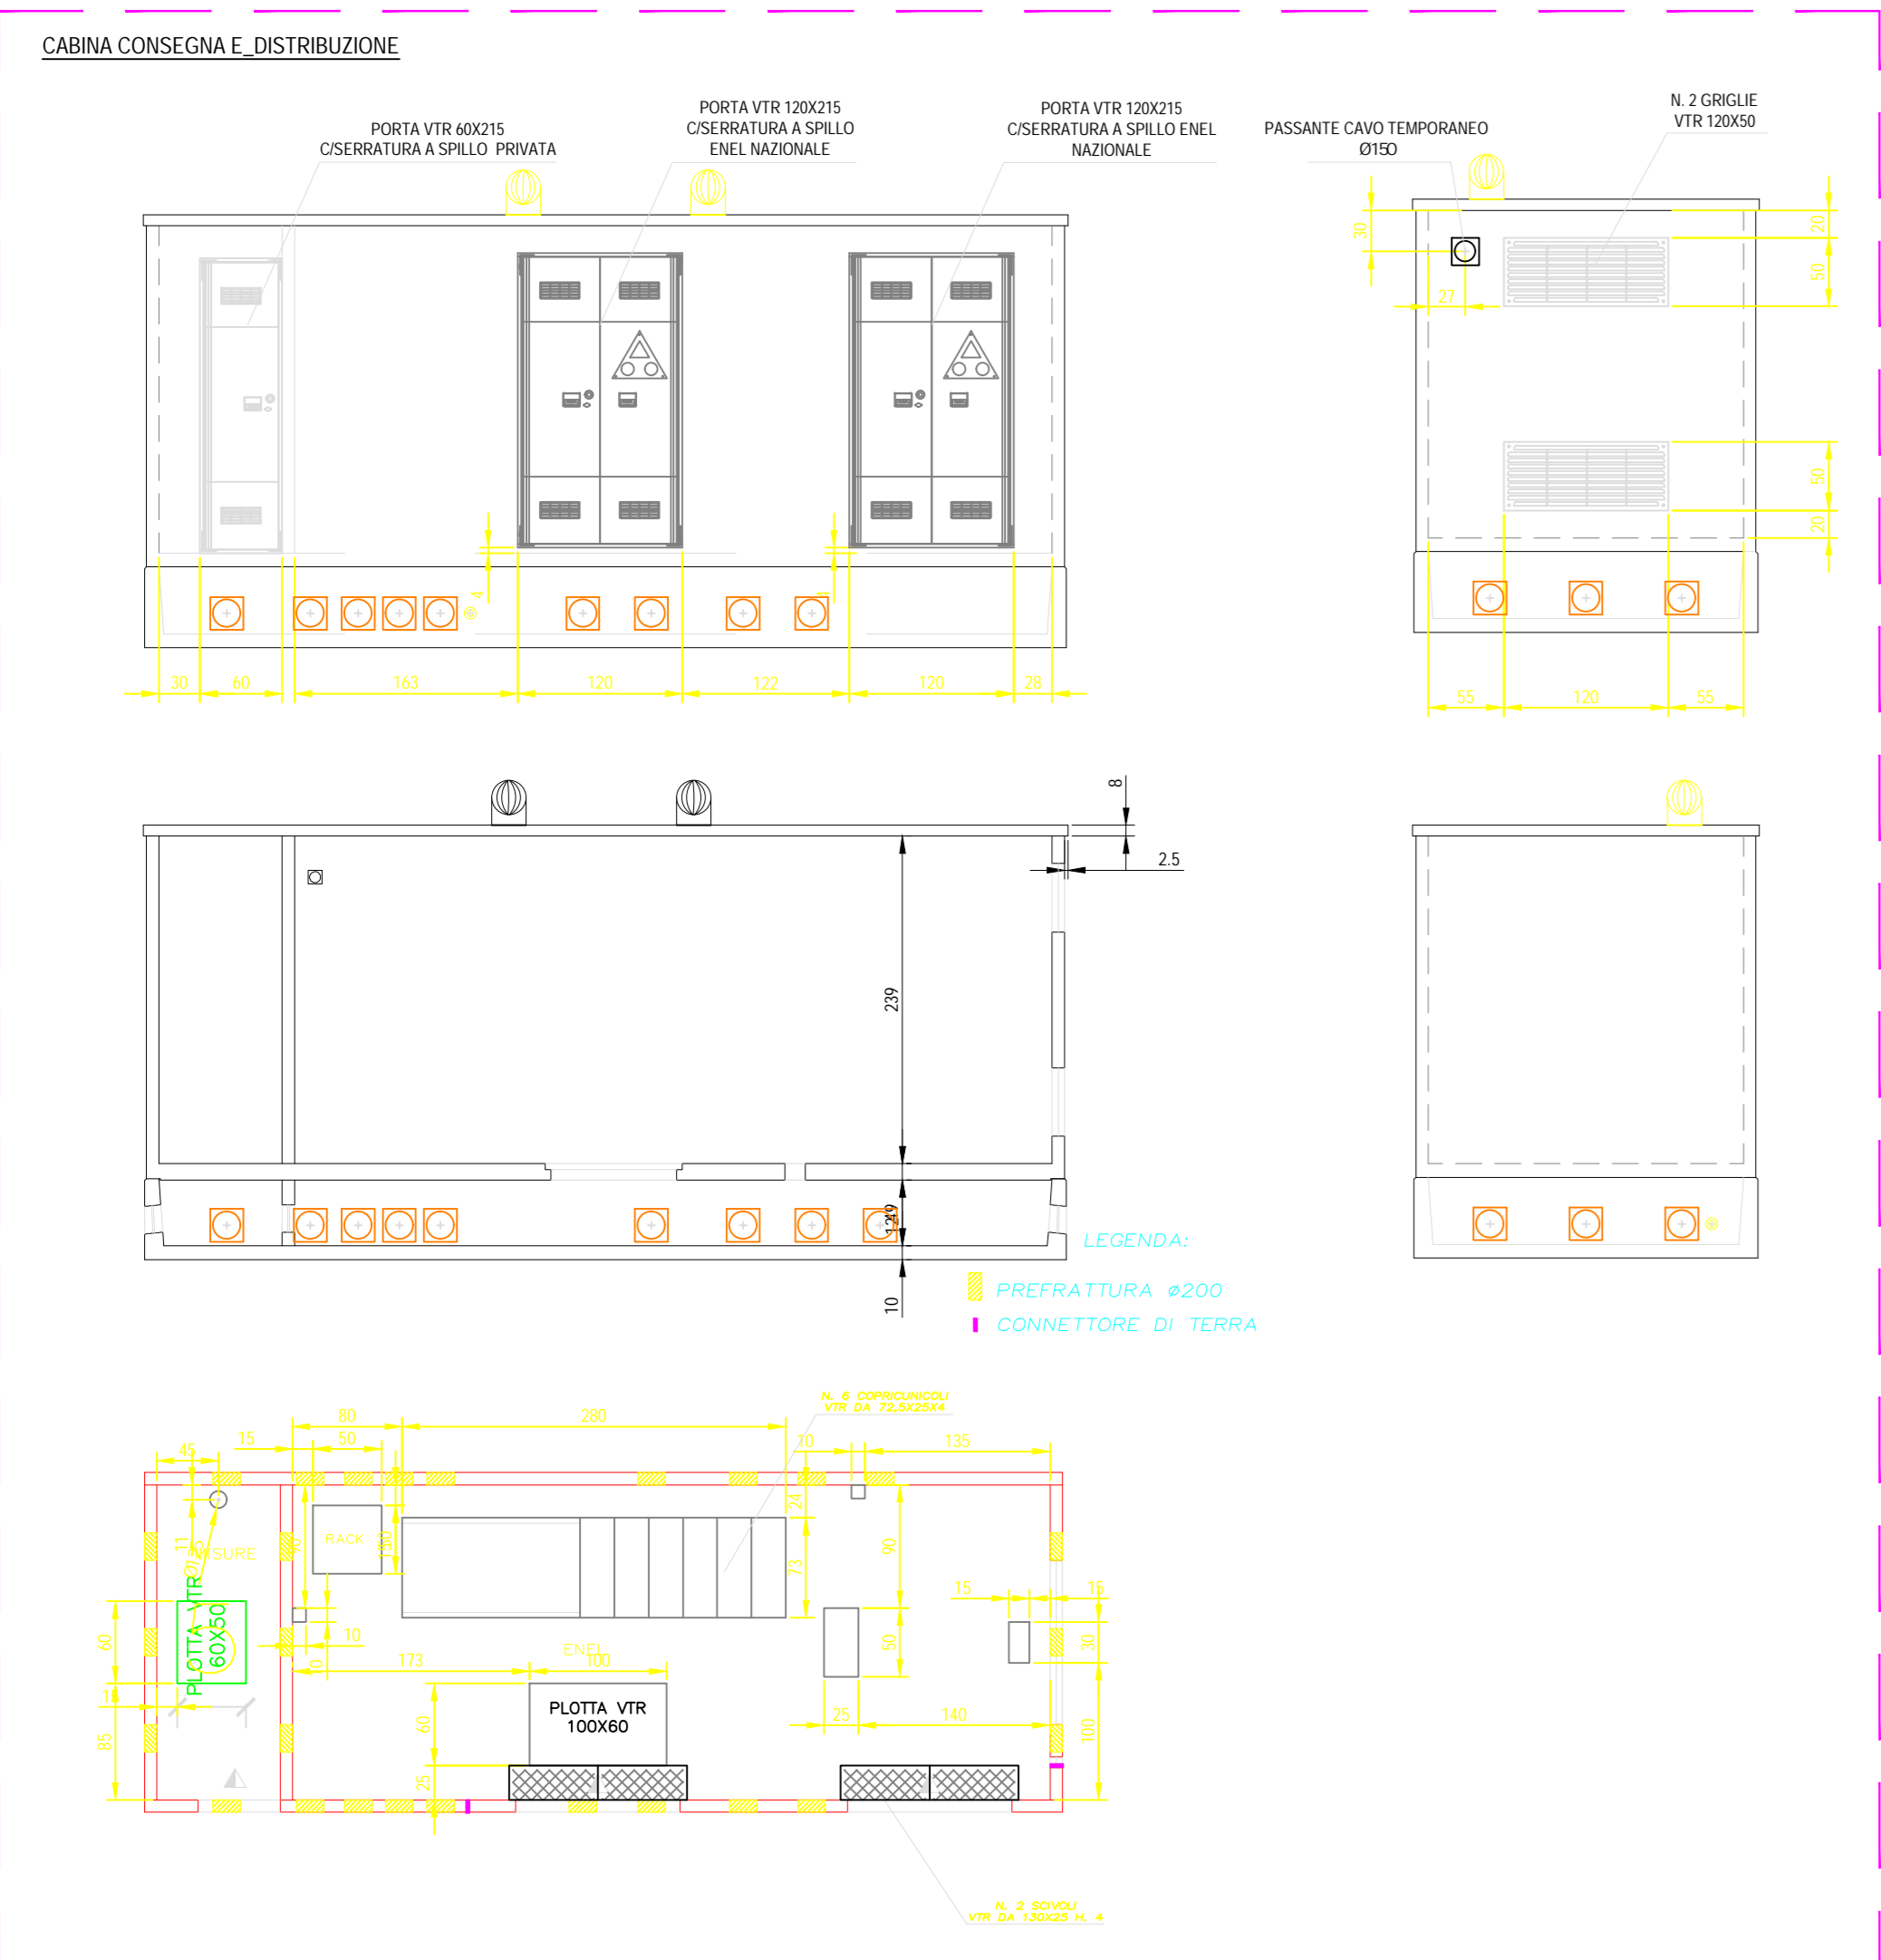 CABINA CONSEGNA E_DISTRIBUZIONE
PORTA VTR 60X215
C/SERRATURA A SPILLO PRIVATA
PORTA VTR 120X215
C/SERRATURA A SPILLO
ENEL NAZIONALE
PORTA VTR 120X215
C/SERRATURA A SPILLO ENEL
NAZIONALE
PASSANTE CAVO TEMPORANEO
Ø150
N. 2 GRIGLIE
VTR 120X50
30
27
20
50
50
20
4
4
30
60
163
120
122
120
28
55
120
55
8
2.5
239
10
LEGENDA:
PREFRATTURA ø200
CONNETTORE DI TERRA
N. 6 COPRICUNICOLI
VTR DA 72,5X25X4
80
280
15
50
45
10
135
11
MISURE
90
RACK
24
73
90
15
15
PLOTTA VTR
60X50
60
10
10
50
30
ENEL
173
100
85
PLOTTA VTR
100X60
60
25
25
140
100
N. 2 SCIVOLI
VTR DA 130X25 H. 4